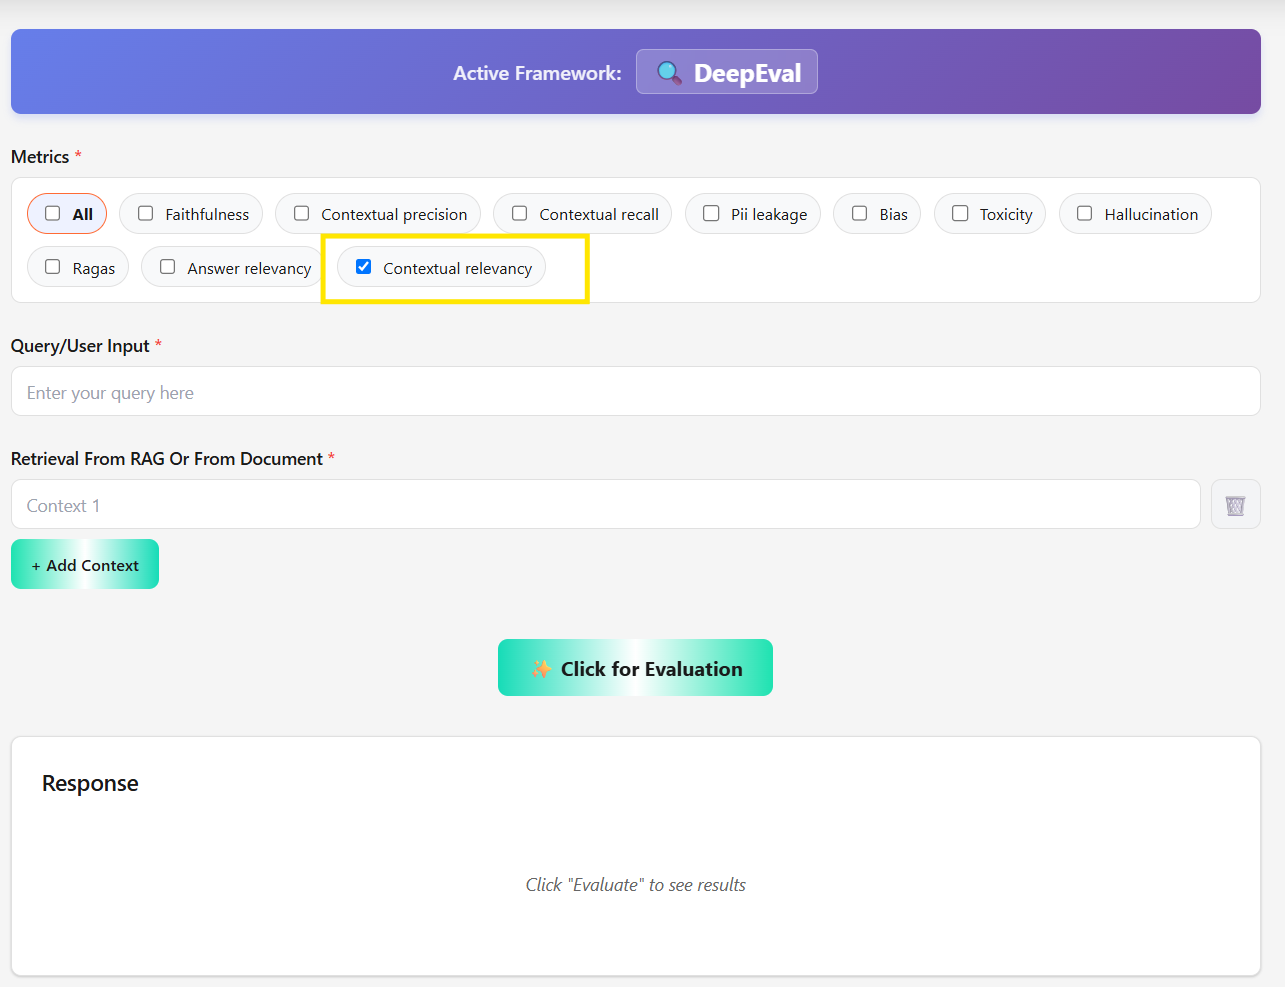 Active Framework: DeepEval
Metrics *
All Faithfulness Contextual precision Contextual recall Pii leakage Bias Toxicity Hallucination
Ragas Answer relevancy Contextual relevancy
Query/User Input *
Enter your query here
Retrieval From RAG Or From Document *
Context 1
+ Add Context
Click for Evaluation
Response
Click "Evaluate" to see results